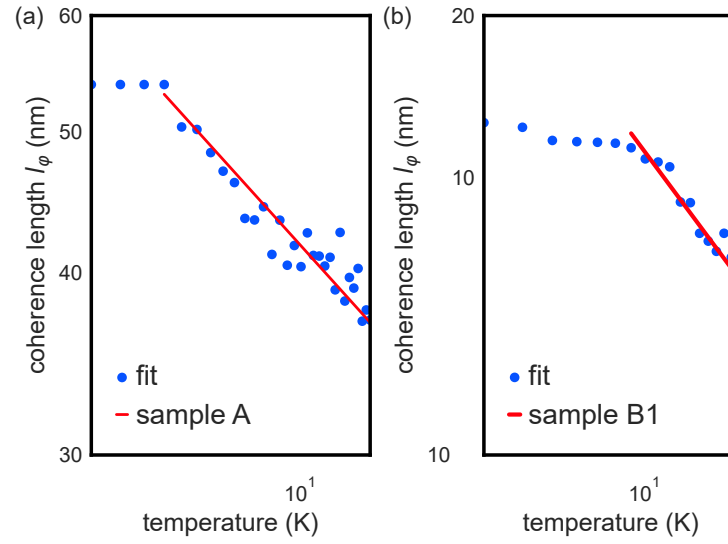 (a)
60
50
40
30
coherence length lφ (nm)
fit
sample A
10¹
temperature (K)
(b)
20
10
10
coherence length lφ (nm)
fit
sample B1
10¹
temperature (K)